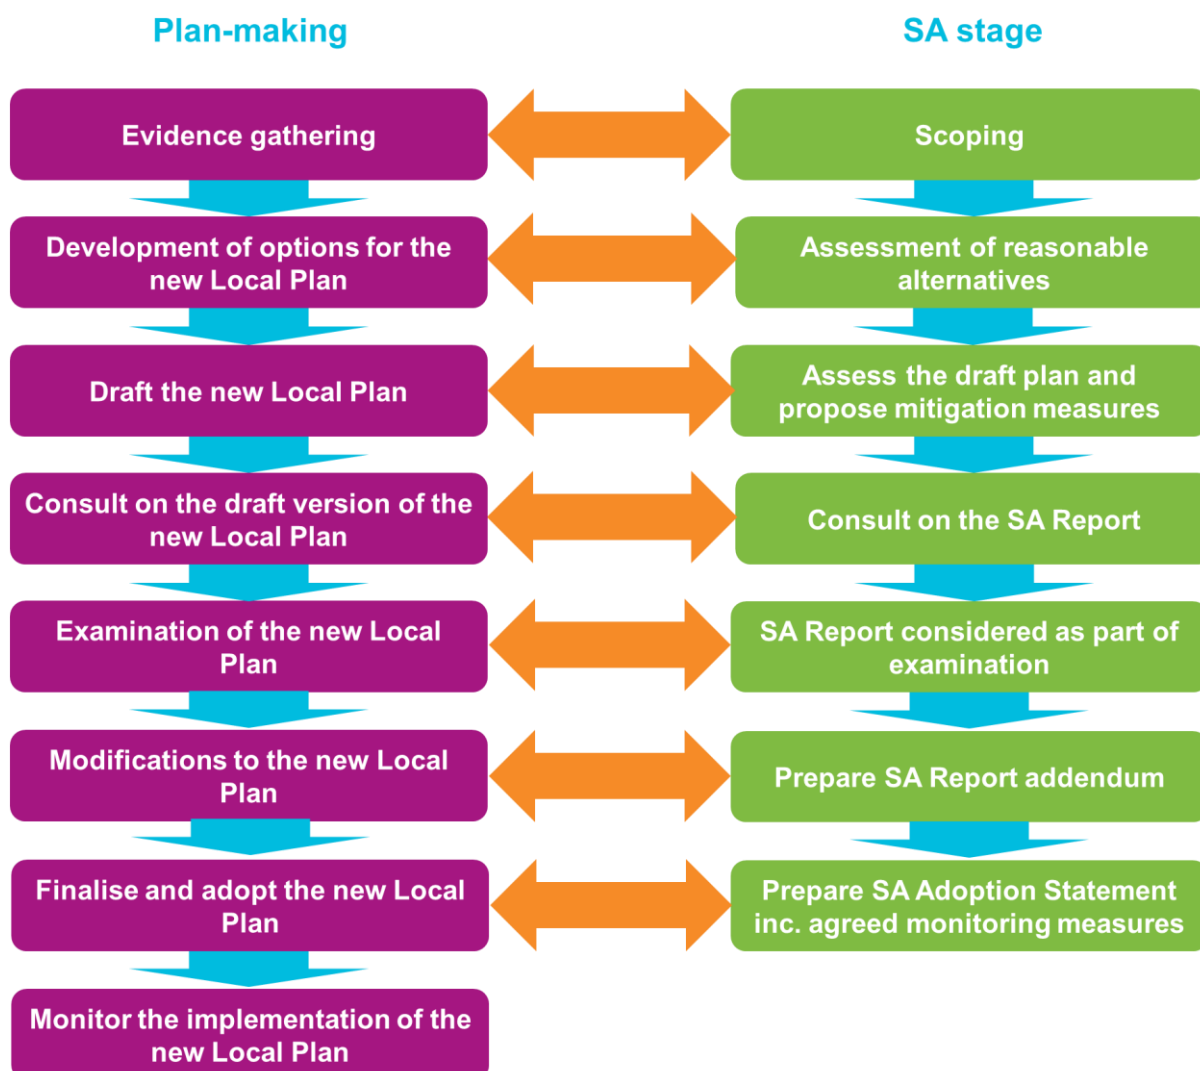 Plan-making
SA stage
Evidence gathering
Scoping
Development of options for the
new Local Plan
Assessment of reasonable
alternatives
Draft the new Local Plan
Assess the draft plan and
propose mitigation measures
Consult on the draft version of the
new Local Plan
Consult on the SA Report
Examination of the new Local
Plan
SA Report considered as part of
examination
Modifications to the new Local
Plan
Prepare SA Report addendum
Finalise and adopt the new Local
Plan
Prepare SA Adoption Statement
inc. agreed monitoring measures
Monitor the implementation of the
new Local Plan